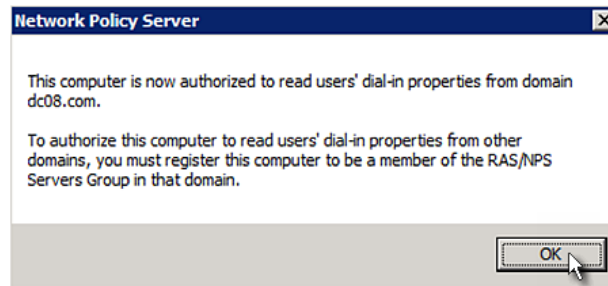 Network Policy Server
This computer is now authorized to read users' dial-in properties from domain
dc08.com.
To authorize this computer to read users' dial-in properties from other
domains, you must register this computer to be a member of the RAS/NPS
Servers Group in that domain.
OK